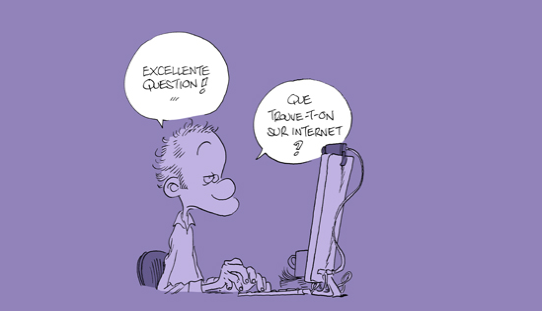 EXCELLENTE
QUESTION !!
...
QUE
TROUVE-T-ON
SUR INTERNET
?